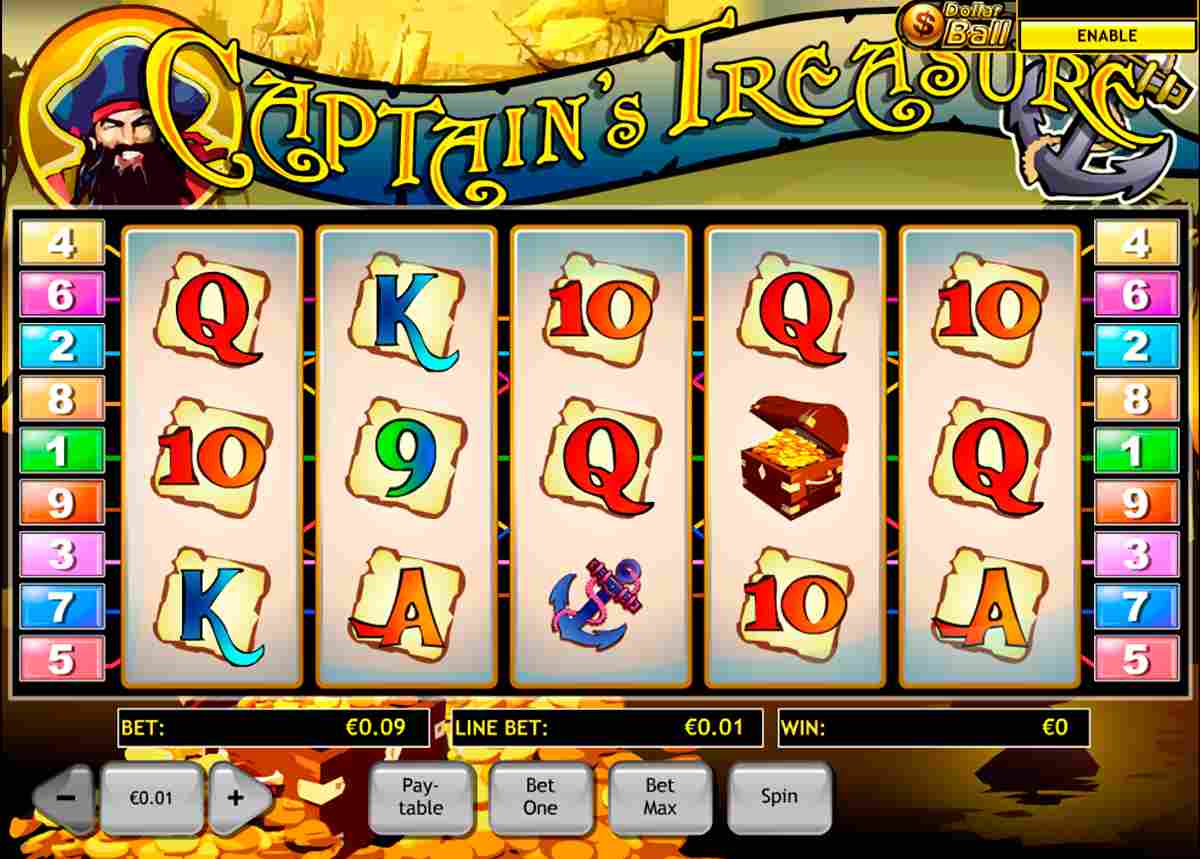 CAPTAIN'S TREASURE
Dollar
Ball
ENABLE
4 4
6 Q K 10 Q 10 6
2 2
8 8
1 10 9 Q Q 1
9 9
3 3
7 K A 10 A 7
5 5
BET: €0.09 LINE BET: €0.01 WIN: €0
- €0.01 + Pay- Bet Bet Spin
table One Max